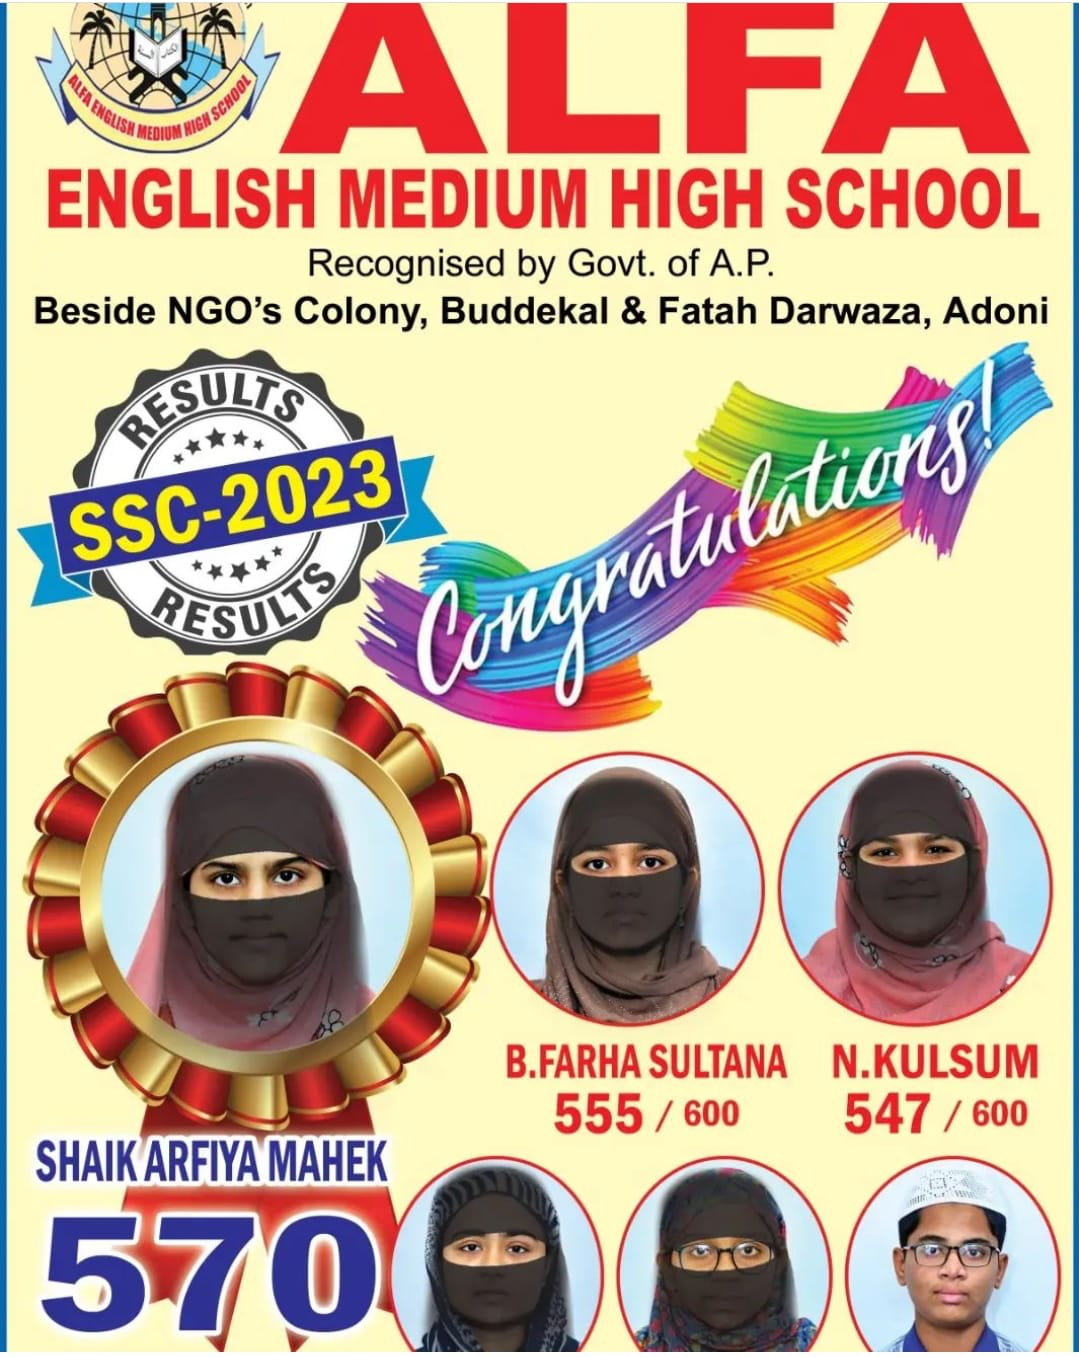 ALFA ENGLISH MEDIUM HIGH SCHOOL
ALFA
ENGLISH MEDIUM HIGH SCHOOL
Recognised by Govt. of A.P.
Beside NGO's Colony, Buddekal & Fatah Darwaza, Adoni
RESULTS
SSC-2023
RESULTS
Congratulations!
B.FARHA SULTANA
555 / 600
N.KULSUM
547 / 600
SHAIK ARFIYA MAHEK
570